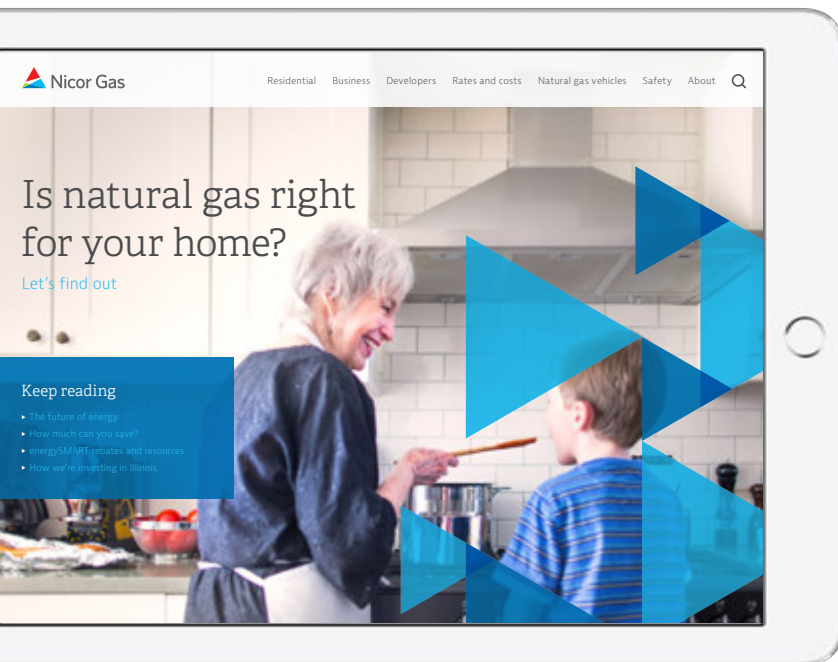 Nicor Gas
Residential Business Developers Rates and costs Natural gas vehicles Safety About
Is natural gas right
for your home?
Let's find out
Keep reading
The future of energy
How much can you save?
energySMART rebates and resources
How we're investing in Illinois